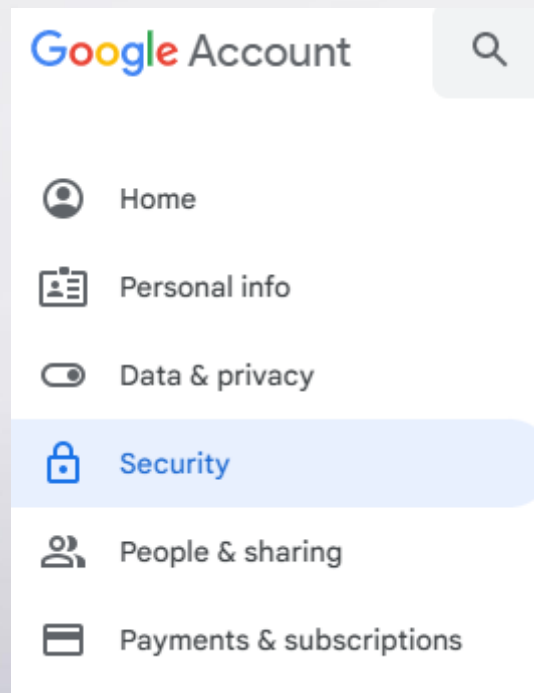 Google Account
Home
Personal info
Data & privacy
Security
People & sharing
Payments & subscriptions